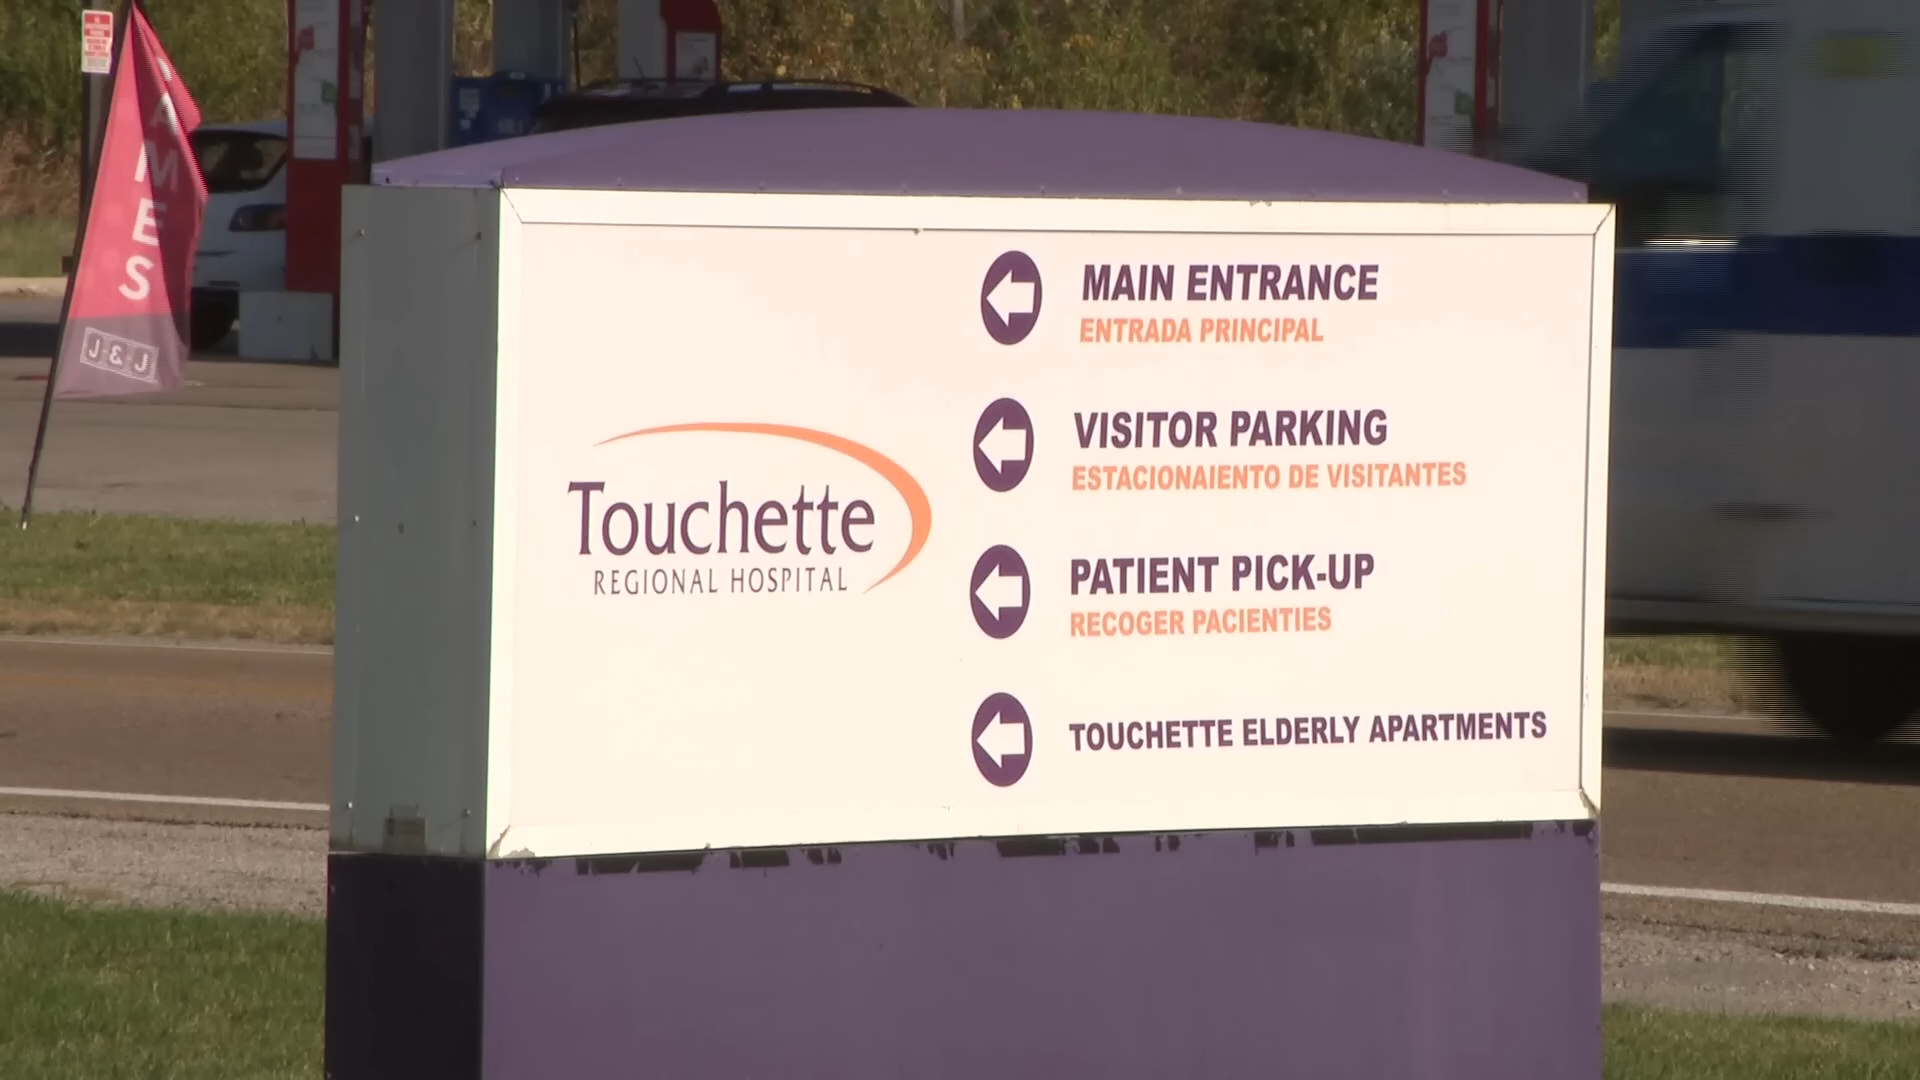 GAMES
J&J
Touchette
REGIONAL HOSPITAL
MAIN ENTRANCE
ENTRADA PRINCIPAL
VISITOR PARKING
ESTACIONAIENTO DE VISITANTES
PATIENT PICK-UP
RECOGER PACIENTIES
TOUCHETTE ELDERLY APARTMENTS